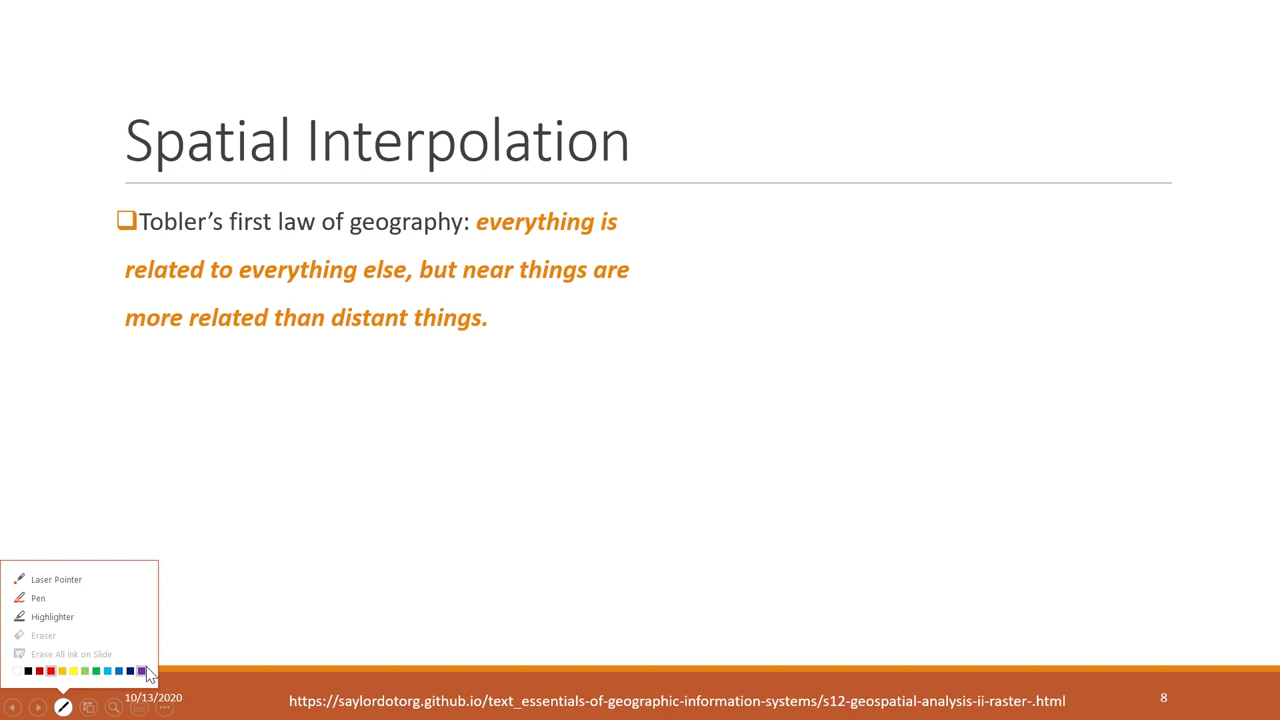 Spatial Interpolation
Tobler’s first law of geography: everything is
related to everything else, but near things are
more related than distant things.
Laser Pointer
Pen
Highlighter
Eraser
Erase All Ink on Slide
10/13/2020
https://saylordotorg.github.io/text_essentials-of-geographic-information-systems/s12-geospatial-analysis-ii-raster-.html
8